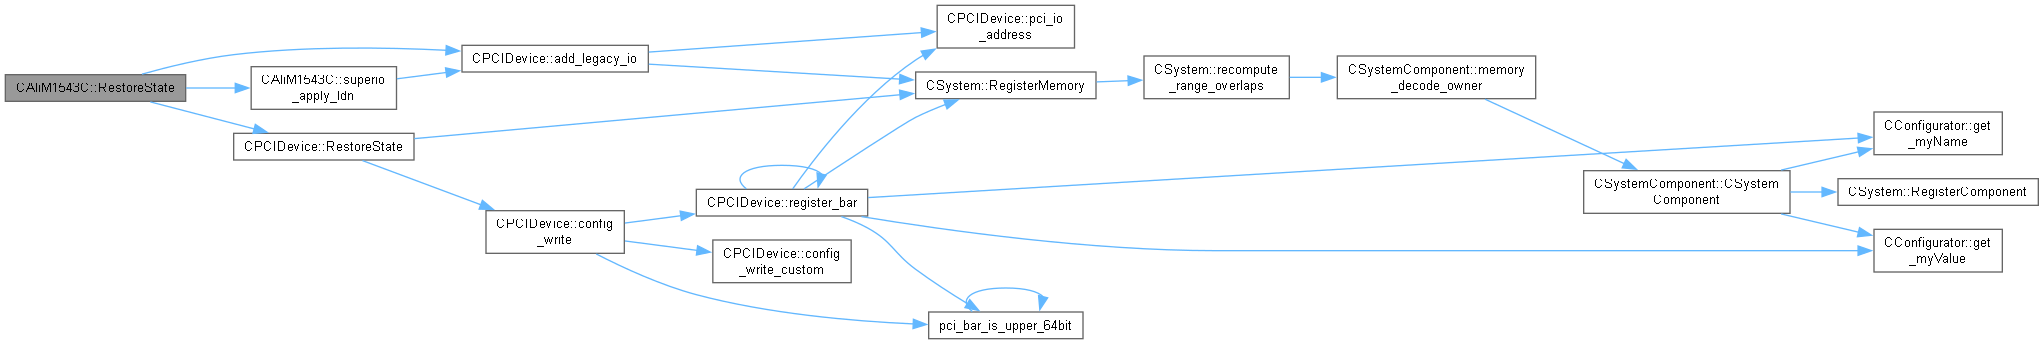 CAliM1543C::RestoreState
CAliM1543C::superio
_apply_ldn
CPCIDevice::RestoreState
CPCIDevice::add_legacy_io
CPCIDevice::config
_write
CPCIDevice::register_bar
CPCIDevice::config
_write_custom
CPCIDevice::pci_io
_address
CSystem::RegisterMemory
pci_bar_is_upper_64bit
CSystem::recompute
_range_overlaps
CSystemComponent::memory
_decode_owner
CSystemComponent::CSystem
Component
CConfigurator::get
_myName
CSystem::RegisterComponent
CConfigurator::get
_myValue